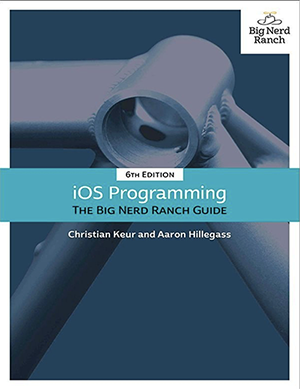 Big Nerd
Ranch
6TH EDITION
iOS Programming
THE BIG NERD RANCH GUIDE
Christian Keur and Aaron Hillegass